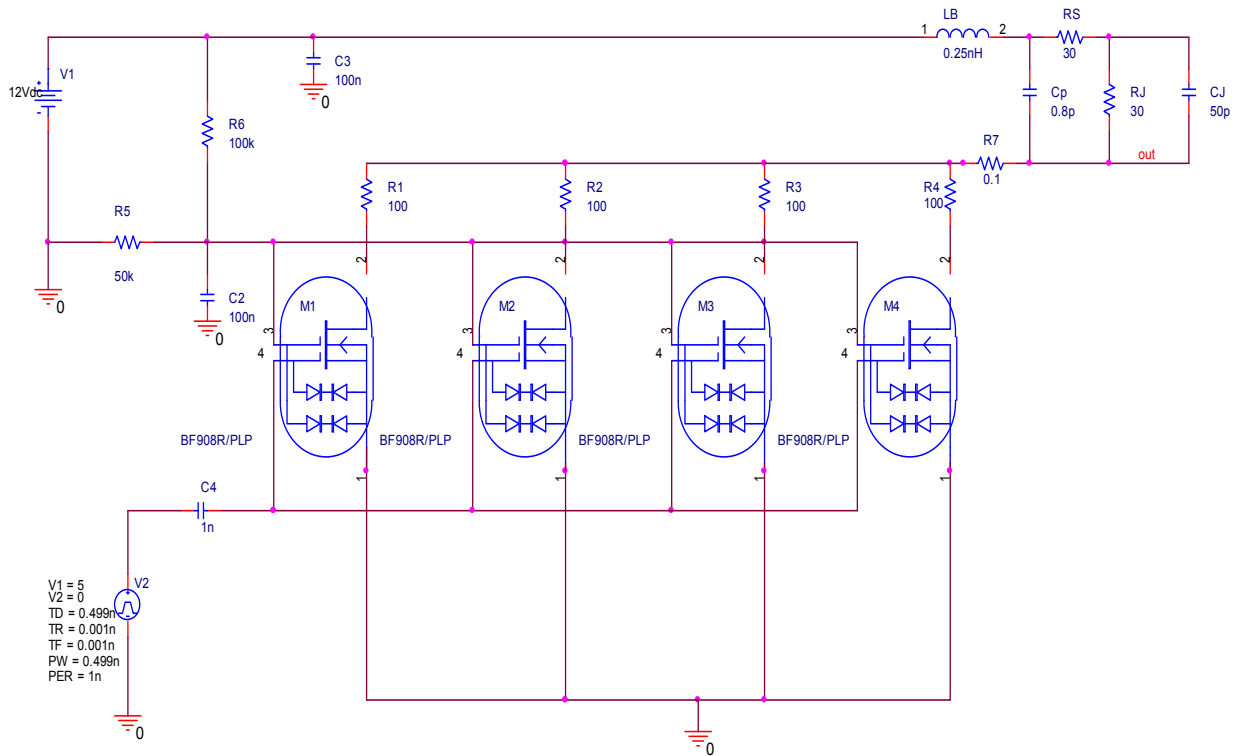 LB
1
2
0.25nH
RS
30
V1
12Vdc
C3
100n
0
Cp
0.8p
RJ
30
CJ
50p
R6
100k
R7
0.1
out
R1
100
R2
100
R3
100
R4
100
R5
50k
0
C2
100n
0
2
2
2
2
M1
M2
M3
M4
3
3
3
3
4
4
4
4
BF908R/PLP
BF908R/PLP
BF908R/PLP
BF908R/PLP
1
1
1
1
C4
1n
V2
V1 = 5
V2 = 0
TD = 0.499n
TR = 0.001n
TF = 0.001n
PW = 0.499n
PER = 1n
0
0